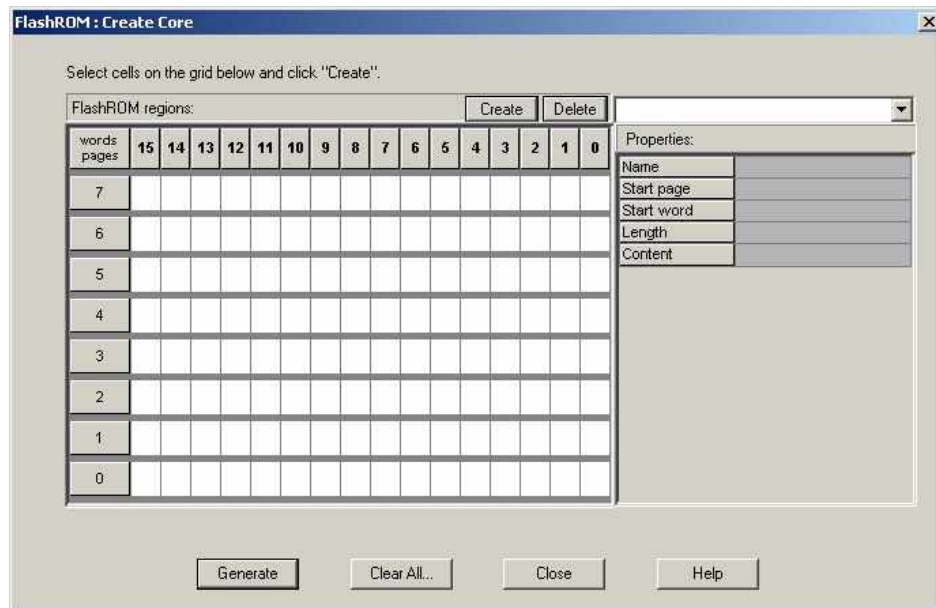 FlashROM : Create Core
Select cells on the grid below and click "Create".
FlashROM regions: Create Delete
words pages 15 14 13 12 11 10 9 8 7 6 5 4 3 2 1 0
7
6
5
4
3
2
1
0
Properties:
Name
Start page
Start word
Length
Content
Generate Clear All... Close Help